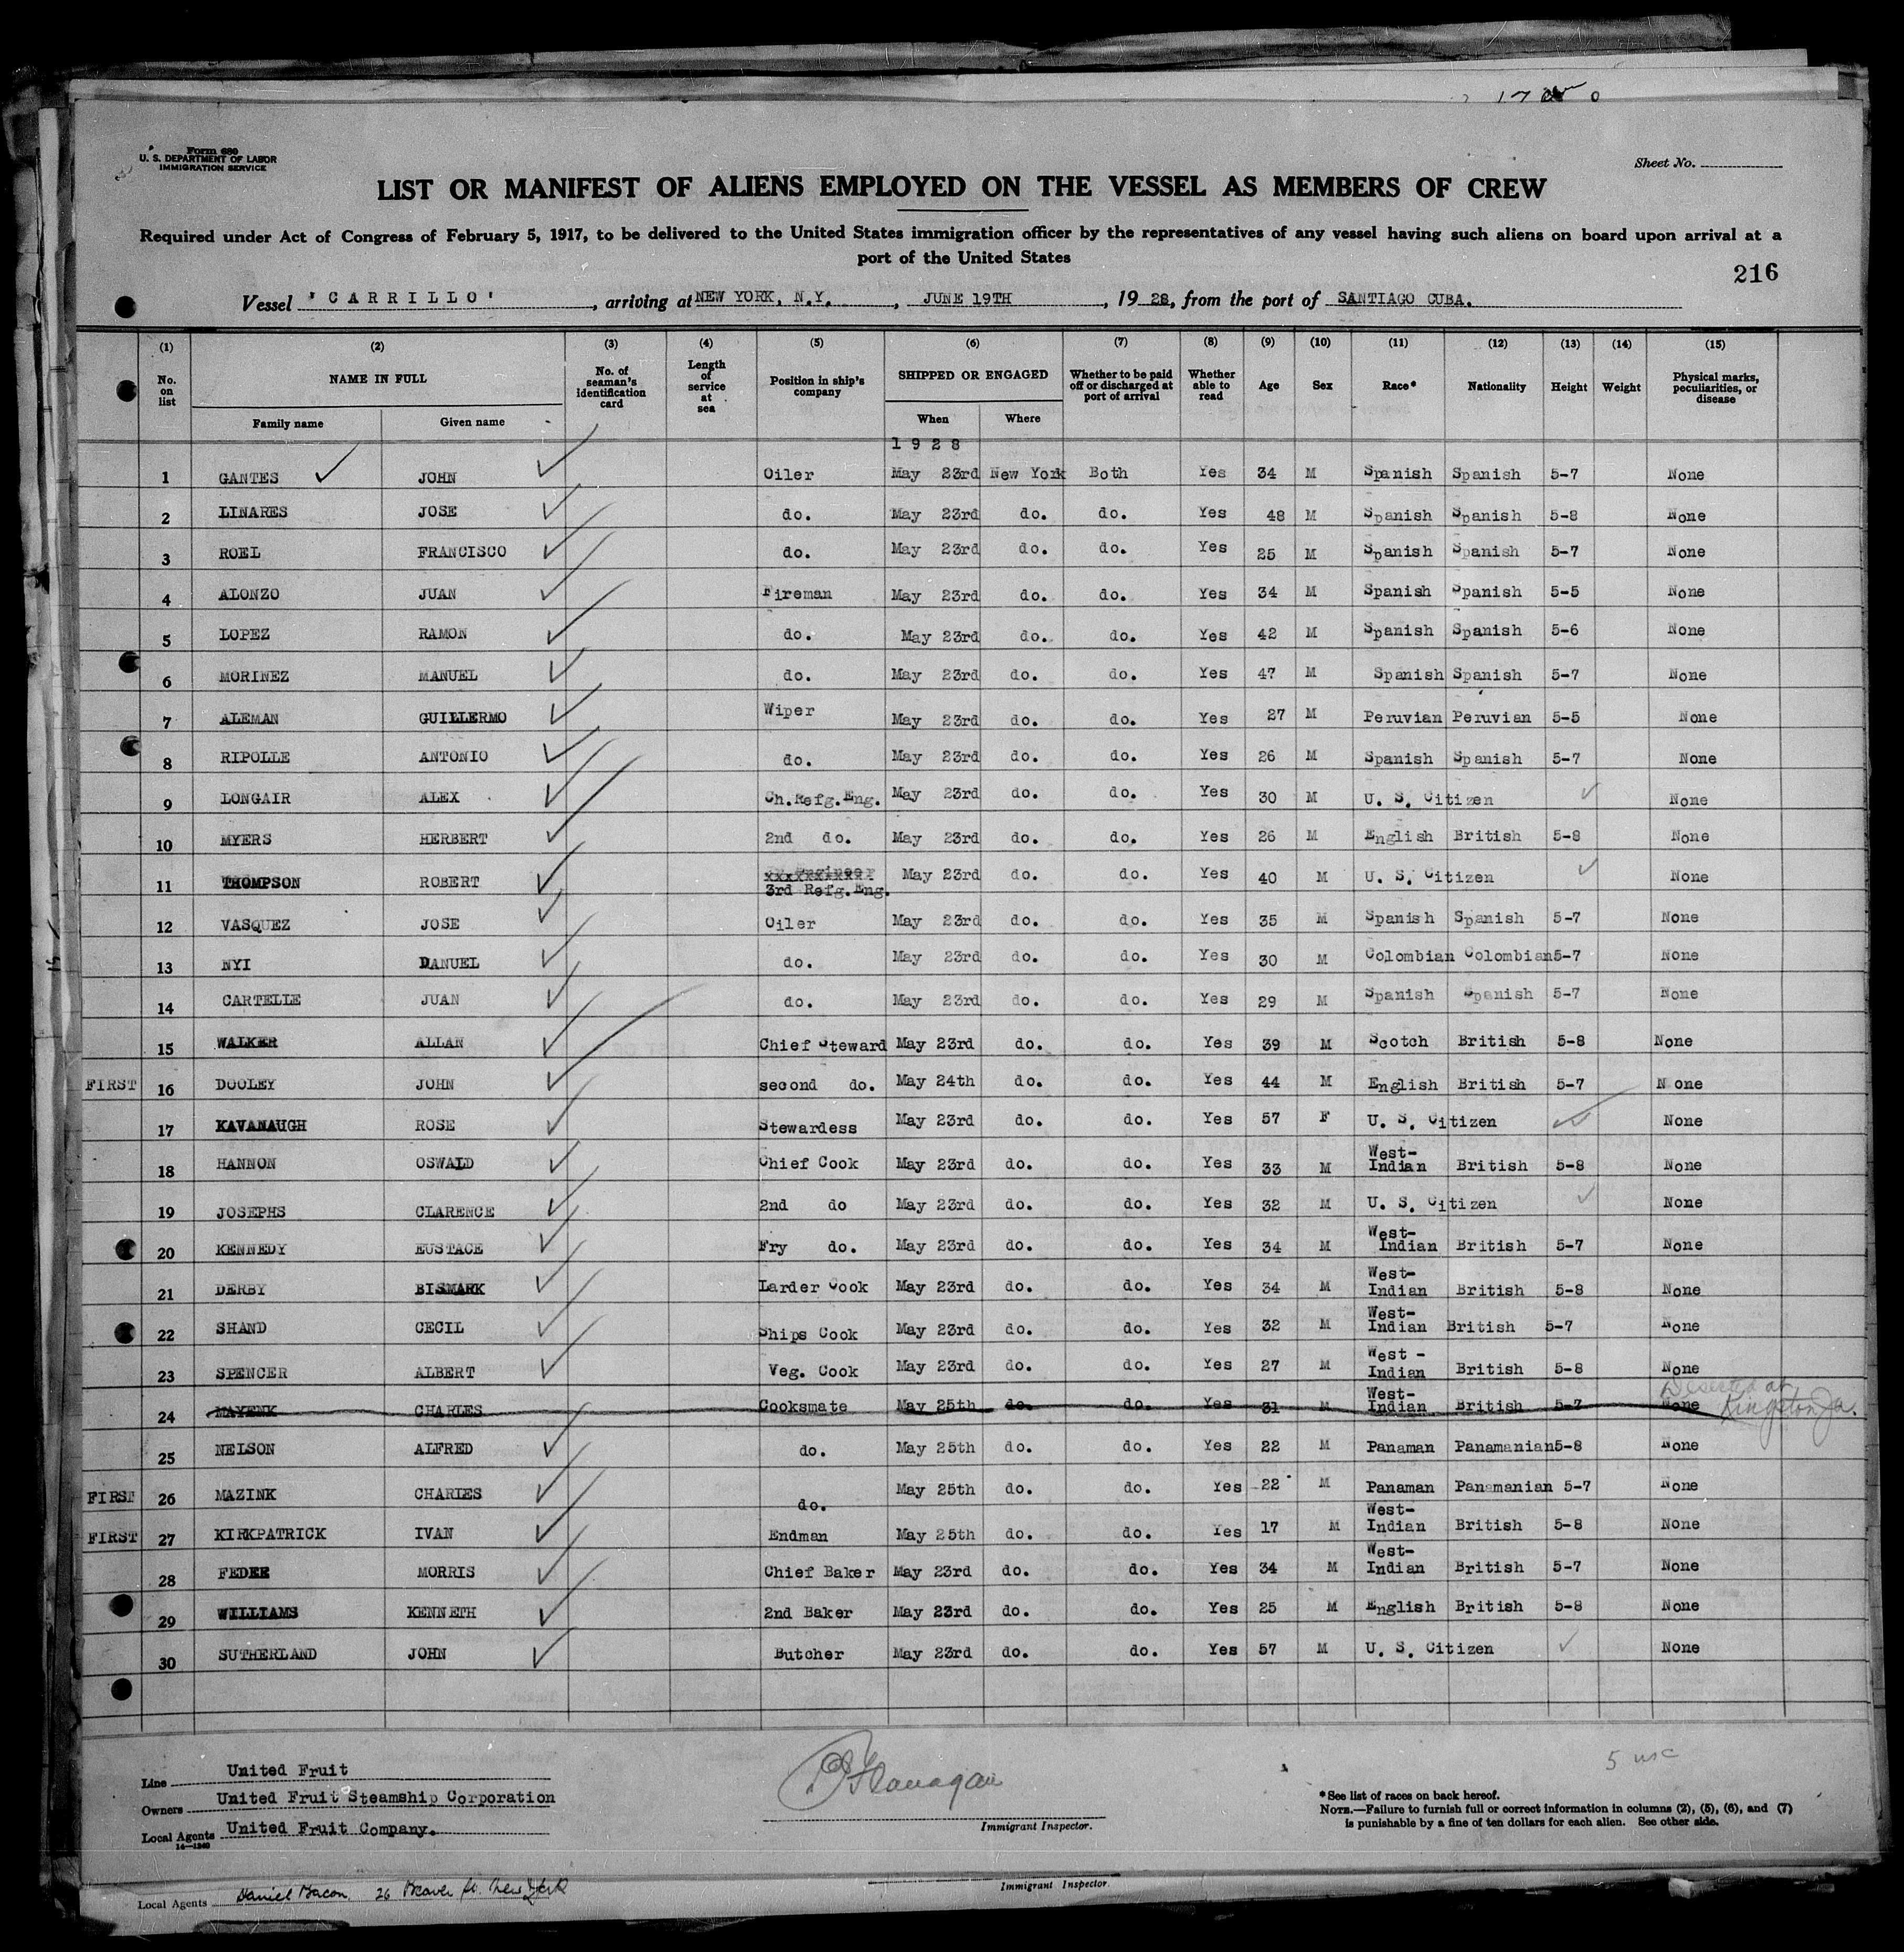 Form 680
U. S. DEPARTMENT OF LABOR
IMMIGRATION SERVICE
Sheet No.
LIST OR MANIFEST OF ALIENS EMPLOYED ON THE VESSEL AS MEMBERS OF CREW
Required under Act of Congress of February 5, 1917, to be delivered to the United States immigration officer by the representatives of any vessel having such aliens on board upon arrival at a
port of the United States
216
Vessel 'CARRILLO', arriving at NEW YORK, N.Y., JUNE 19TH, 1928, from the port of SANTIAGO CUBA.
(1) (2) (3) (4) (5) (6) (7) (8) (9) (10) (11) (12) (13) (14) (15)
No. on list NAME IN FULL No. of seaman's identification card Length of service at sea Position in ship's company SHIPPED OR ENGAGED Whether to be paid off or discharged at port of arrival Whether able to read Age Sex Race* Nationality Height Weight Physical marks, peculiarities, or disease
Family name Given name When Where
1928
1 GANTES JOHN Oiler May 23rd New York Both Yes 34 M Spanish Spanish 5-7 None
2 LINARES JOSE do. May 23rd do. do. Yes 48 M Spanish Spanish 5-8 None
3 ROEL FRANCISCO do. May 23rd do. do. Yes 25 M Spanish Spanish 5-7 None
4 ALONZO JUAN Fireman May 23rd do. do. Yes 34 M Spanish Spanish 5-5 None
5 LOPEZ RAMON do. May 23rd do. do. Yes 42 M Spanish Spanish 5-6 None
6 MORINEZ MANUEL do. May 23rd do. do. Yes 47 M Spanish Spanish 5-7 None
7 ALEMAN GUILLERMO Wiper May 23rd do. do. Yes 27 M Peruvian Peruvian 5-5 None
8 RIPOLLE ANTONIO do. May 23rd do. do. Yes 26 M Spanish Spanish 5-7 None
9 LONGAIR ALEX Ch.Refg.Eng. May 23rd do. do. Yes 30 M U. S. Citizen None
10 MYERS HERBERT 2nd do. May 23rd do. do. Yes 26 M English British 5-8 None
11 THOMPSON ROBERT 3rd Refg.Eng. May 23rd do. do. Yes 40 M U. S. Citizen None
12 VASQUEZ JOSE Oiler May 23rd do. do. Yes 35 M Spanish Spanish 5-7 None
13 NYI DANUEL do. May 23rd do. do. Yes 30 M Colombian Colombian 5-7 None
14 CARTELLE JUAN do. May 23rd do. do. Yes 29 M Spanish Spanish 5-7 None
15 WALKER ALLAN Chief Steward May 23rd do. do. Yes 39 M Scotch British 5-8 None
FIRST 16 DOOLEY JOHN second do. May 24th do. do. Yes 44 M English British 5-7 None
17 KAVANAUGH ROSE Stewardess May 23rd do. do. Yes 57 F U. S. Citizen None
18 HANNON OSWALD Chief Cook May 23rd do. do. Yes 33 M West-Indian British 5-8 None
19 JOSEPHS CLARENCE 2nd do May 23rd do. do. Yes 32 M U. S. Citizen None
20 KENNEDY EUSTACE Fry do. May 23rd do. do. Yes 34 M West-Indian British 5-7 None
21 DERBY BISMARK Larder Cook May 23rd do. do. Yes 34 M West-Indian British 5-8 None
22 SHAND CECIL Ships Cook May 23rd do. do. Yes 32 M West-Indian British 5-7 None
23 SPENCER ALBERT Veg. Cook May 23rd do. do. Yes 27 M West-Indian British 5-8 None
24 MAYENK CHARLES Cooksmate May 25th do. do. Yes 31 M West-Indian British 5-7 None Deserted at Kingston Ja.
25 NELSON ALFRED do. May 25th do. do. Yes 22 M Panaman Panamanian 5-8 None
FIRST 26 MAZINK CHARLES do. May 25th do. do. Yes 22 M Panaman Panamanian 5-7 None
FIRST 27 KIRKPATRICK IVAN Endman May 25th do. do. Yes 17 M West-Indian British 5-8 None
28 FEDER MORRIS Chief Baker May 23rd do. do. Yes 34 M West-Indian British 5-7 None
29 WILLIAMS KENNETH 2nd Baker May 23rd do. do. Yes 25 M English British 5-8 None
30 SUTHERLAND JOHN Butcher May 23rd do. do. Yes 57 M U. S. Citizen None
5 usc
Line United Fruit
Owners United Fruit Steamship Corporation
Local Agents United Fruit Company.
14—1240
Flanagan
Immigrant Inspector.
*See list of races on back hereof.
NOTE.—Failure to furnish full or correct information in columns (2), (5), (6), and (7)
is punishable by a fine of ten dollars for each alien. See other side.
Local Agents Daniel Bacon 26 Beaver St. New York
Immigrant Inspector.